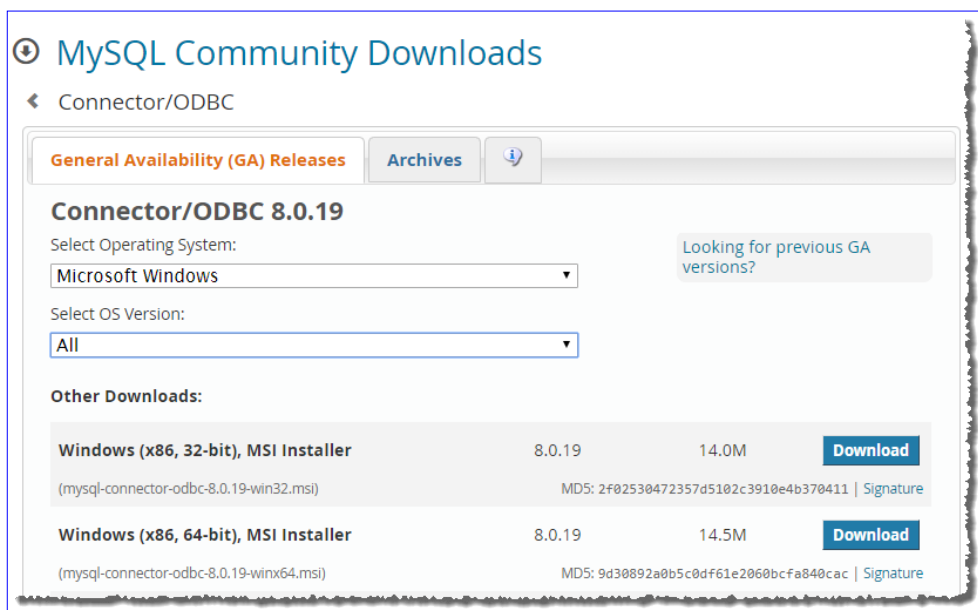 MySQL Community Downloads
Connector/ODBC
General Availability (GA) Releases
Archives
Connector/ODBC 8.0.19
Select Operating System:
Looking for previous GA
versions?
Microsoft Windows
Select OS Version:
All
Other Downloads:
Windows (x86, 32-bit), MSI Installer 8.0.19 14.0M Download
(mysql-connector-odbc-8.0.19-win32.msi) MD5: 2f02530472357d5102c3910e4b370411 | Signature
Windows (x86, 64-bit), MSI Installer 8.0.19 14.5M Download
(mysql-connector-odbc-8.0.19-winx64.msi) MD5: 9d30892a0b5c0df61e2060bcfa840cac | Signature